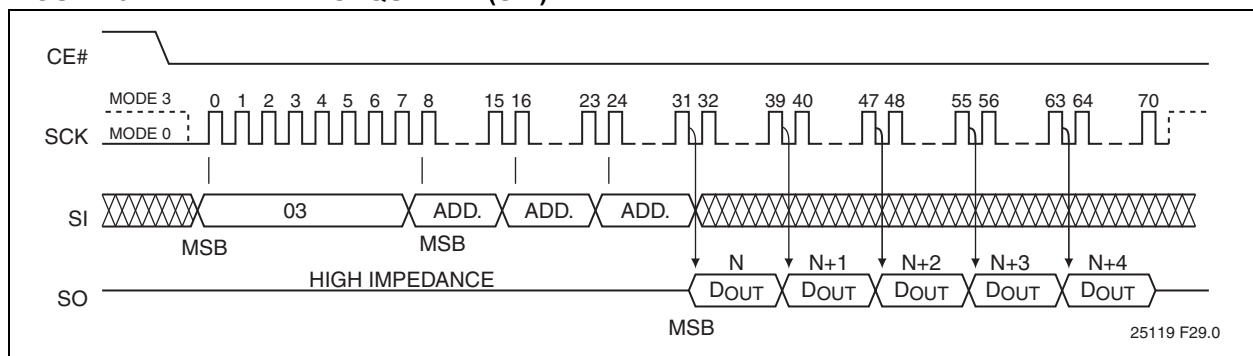 CE#
MODE 3 0 1 2 3 4 5 6 7 8 15 16 23 24 31 32 39 40 47 48 55 56 63 64 70
SCK MODE 0
SI 03 ADD. ADD. ADD.
MSB MSB
HIGH IMPEDANCE N N+1 N+2 N+3 N+4
SO DOUT DOUT DOUT DOUT DOUT
MSB
25119 F29.0